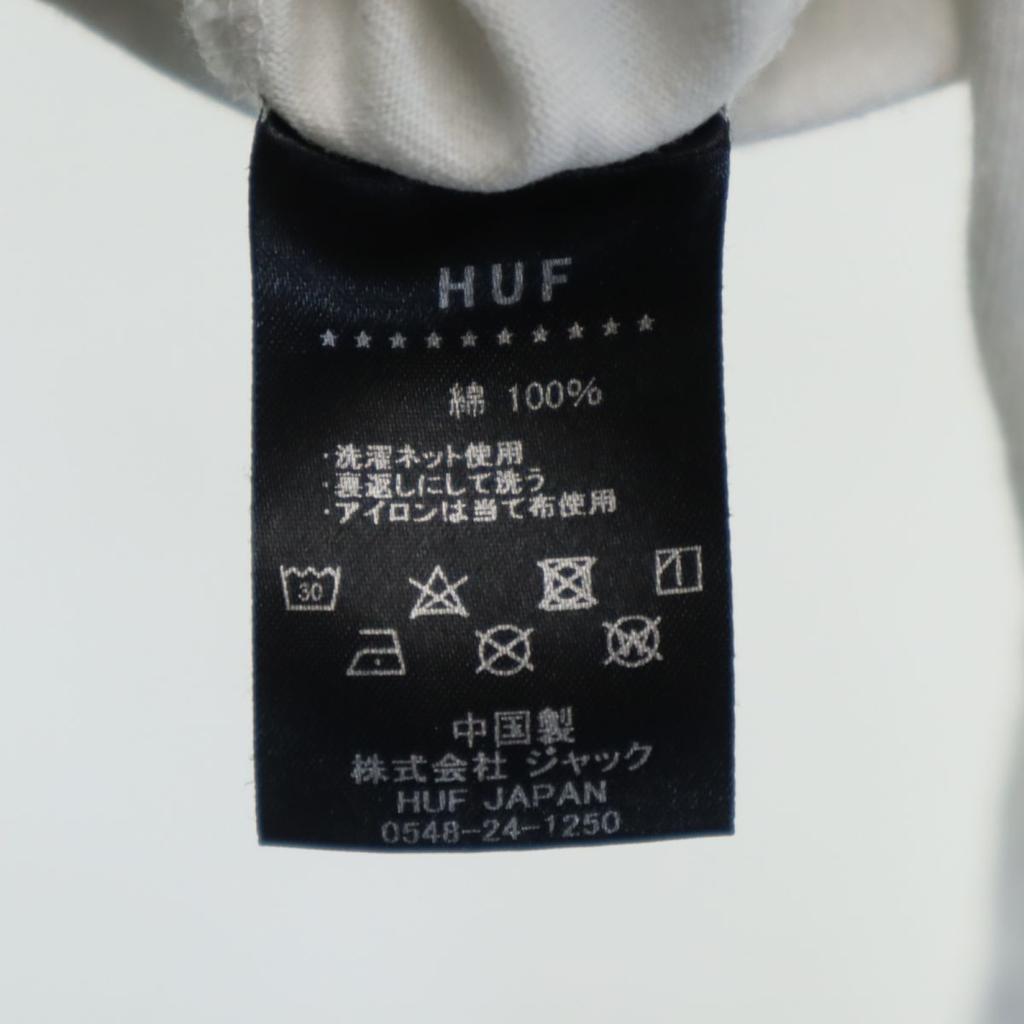 HUF
綿 100%
・洗濯ネット使用
・裏返しにして洗う
・アイロンは当て布使用
30
W
中国製
株式会社 ジャック
HUF JAPAN
0548-24-1250